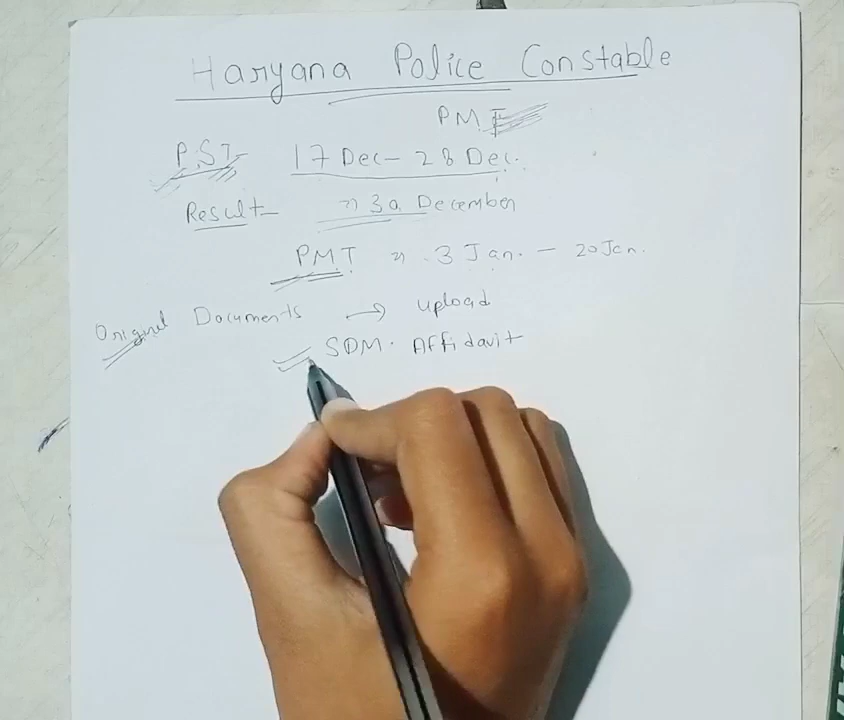 Haryana Police Constable
PMT
PST 17 Dec - 28 Dec.
Result 30 December
PMT 3 Jan. - 20 Jan.
Original Documents → upload
SDM. Affidavit